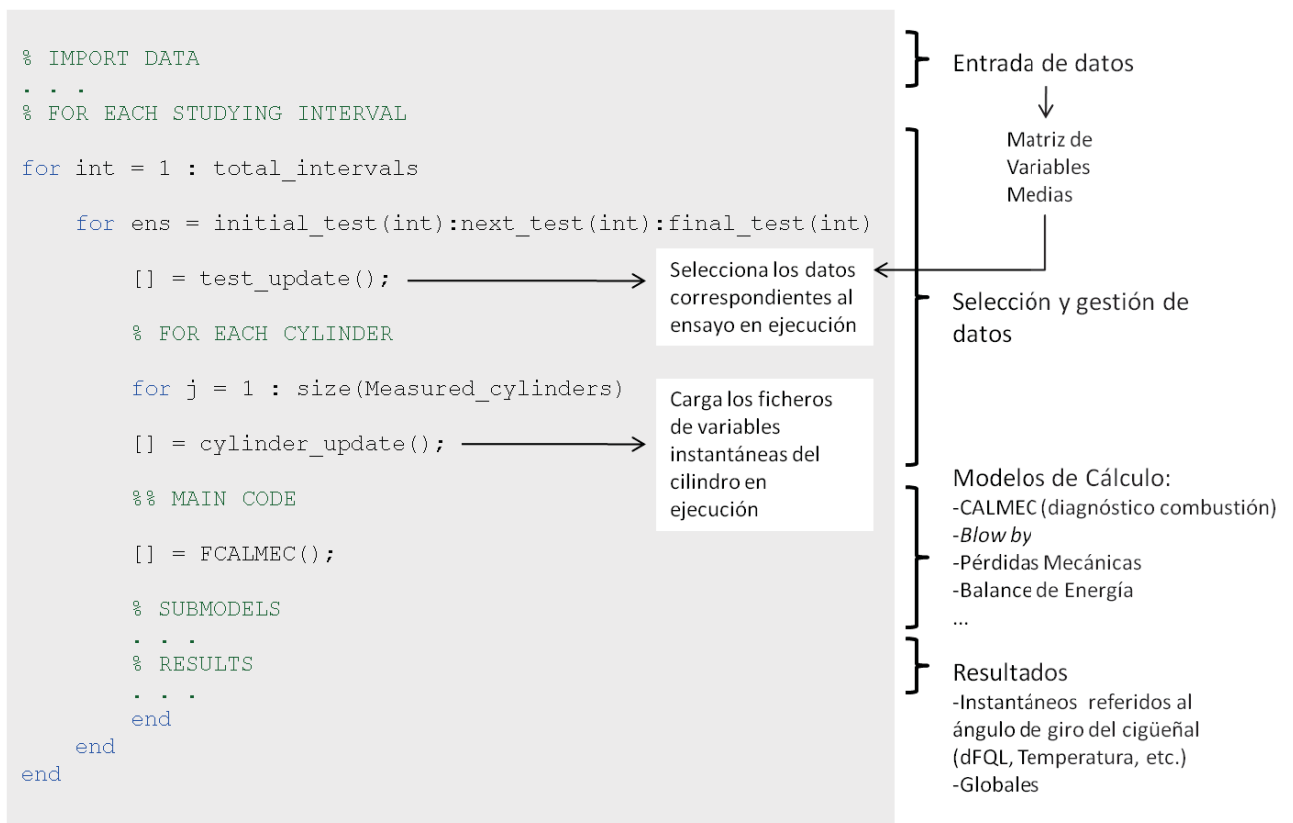 % IMPORT DATA
. . .
% FOR EACH STUDYING INTERVAL
for int = 1 : total_intervals
for ens = initial_test(int):next_test(int):final_test(int)
[] = test_update();
% FOR EACH CYLINDER
for j = 1 : size(Measured_cylinders)
[] = cylinder_update();
%% MAIN CODE
[] = FCALMEC();
% SUBMODELS
. . .
% RESULTS
. . .
end
end
end
Selecciona los datos
correspondientes al
ensayo en ejecución
Carga los ficheros
de variables
instantáneas del
cilindro en
ejecución
Entrada de datos
Matriz de
Variables
Medias
Selección y gestión de
datos
Modelos de Cálculo:
-CALMEC (diagnóstico combustión)
-Blow by
-Pérdidas Mecánicas
-Balance de Energía
...
Resultados
-Instantáneos referidos al
ángulo de giro del cigüeñal
(dFQL, Temperatura, etc.)
-Globales